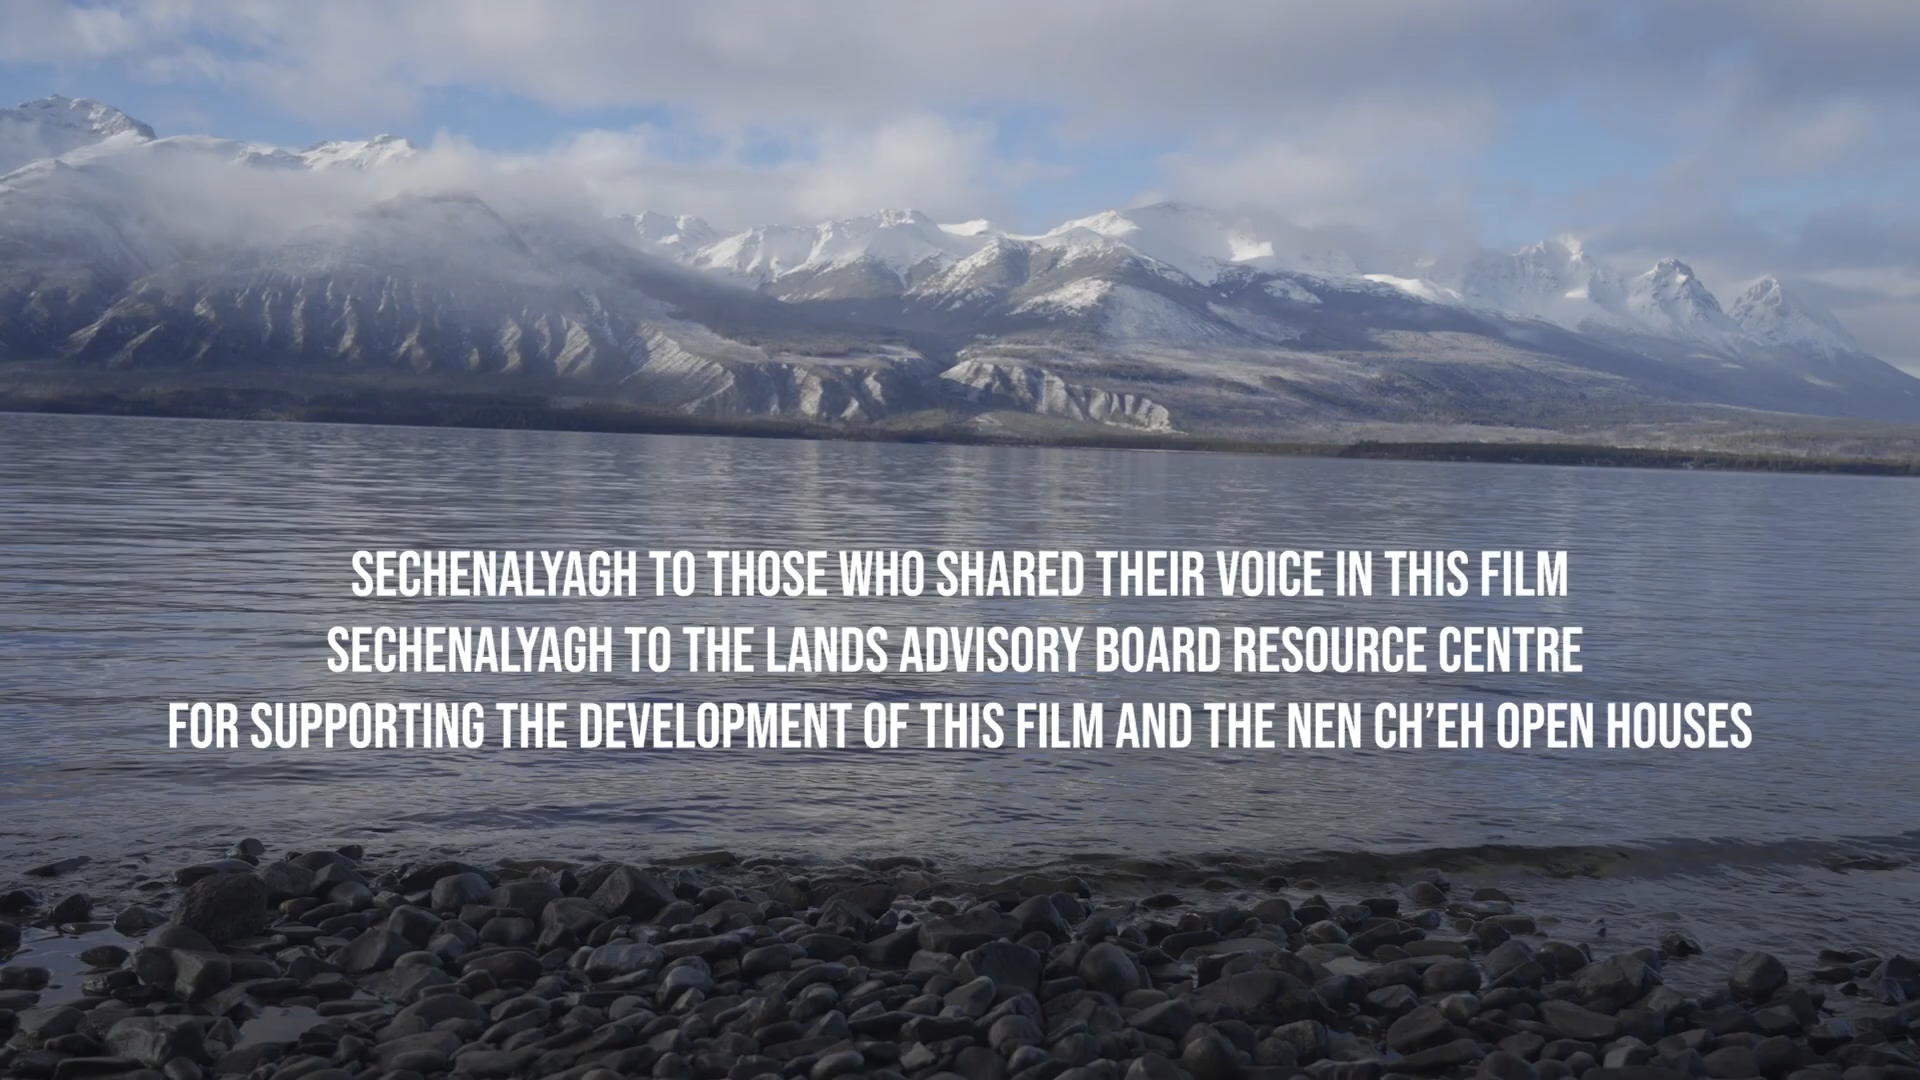 SECHENALYAGH TO THOSE WHO SHARED THEIR VOICE IN THIS FILM
SECHENALYAGH TO THE LANDS ADVISORY BOARD RESOURCE CENTRE
FOR SUPPORTING THE DEVELOPMENT OF THIS FILM AND THE NEN CH’EH OPEN HOUSES